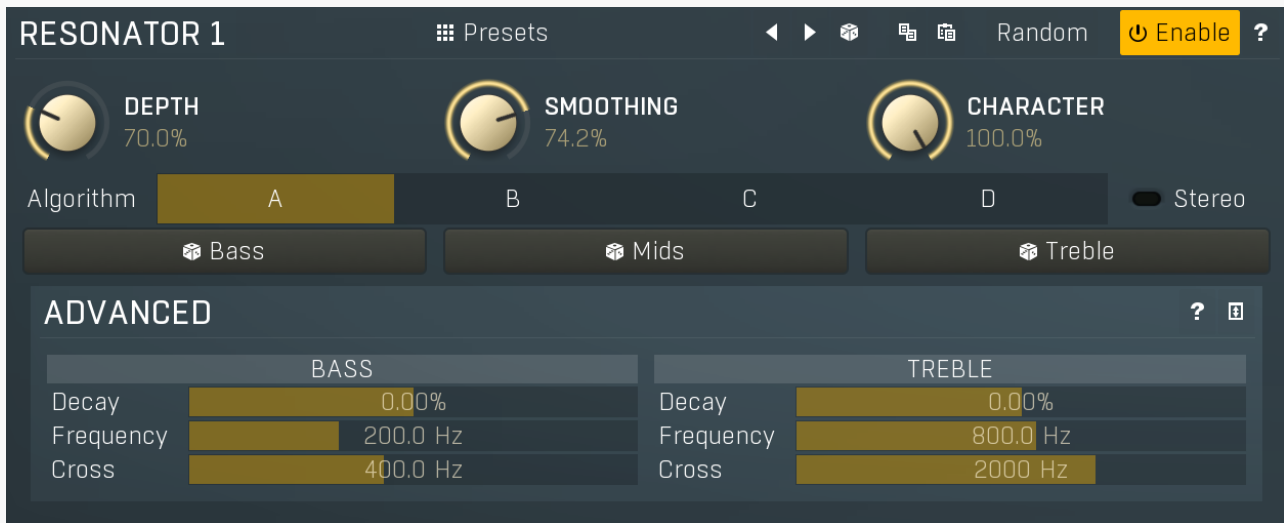 RESONATOR 1 Presets Random Enable ?
DEPTH SMOOTHING CHARACTER
70.0% 74.2% 100.0%
Algorithm A B C D Stereo
Bass Mids Treble
ADVANCED ?
BASS TREBLE
Decay 0.00% Decay 0.00%
Frequency 200.0 Hz Frequency 800.0 Hz
Cross 400.0 Hz Cross 2000 Hz